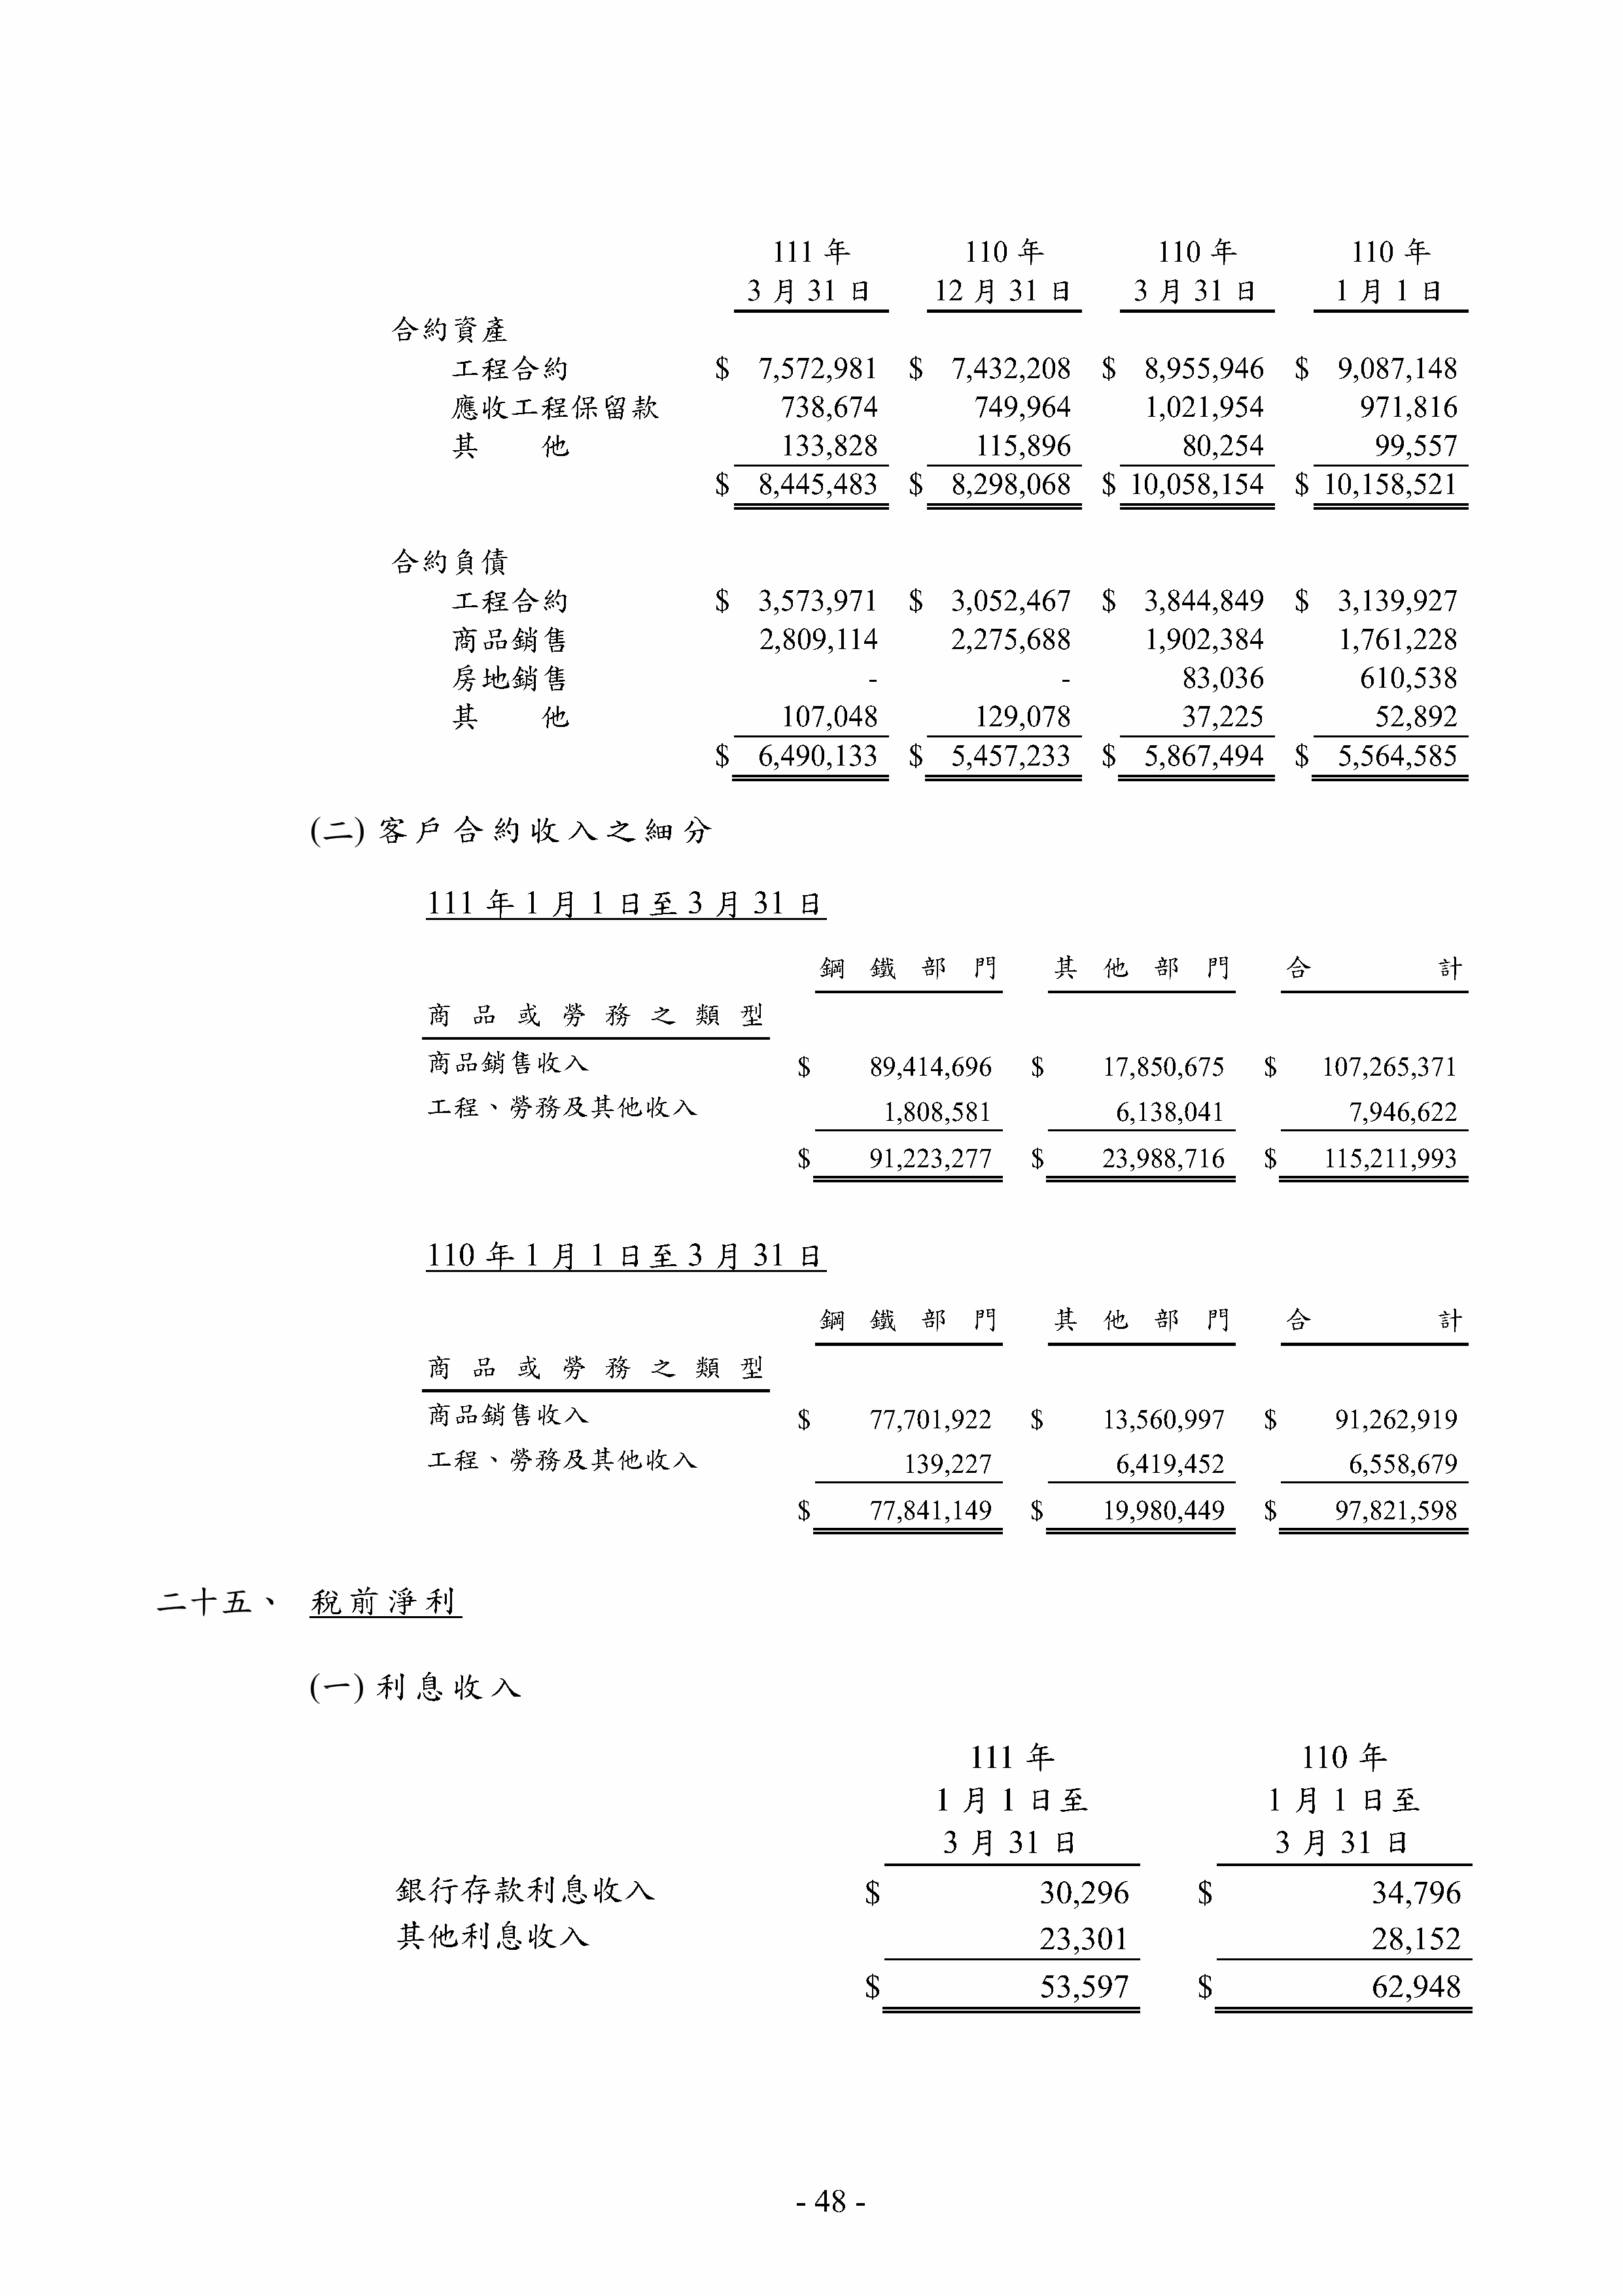 111 年 110 年 110 年 110 年
3 月 31 日 12 月 31 日 3 月 31 日 1 月 1 日
合約資產
工程合約 $ 7,572,981 $ 7,432,208 $ 8,955,946 $ 9,087,148
應收工程保留款 738,674 749,964 1,021,954 971,816
其 他 133,828 115,896 80,254 99,557
$ 8,445,483 $ 8,298,068 $ 10,058,154 $ 10,158,521
合約負債
工程合約 $ 3,573,971 $ 3,052,467 $ 3,844,849 $ 3,139,927
商品銷售 2,809,114 2,275,688 1,902,384 1,761,228
房地銷售 - - 83,036 610,538
其 他 107,048 129,078 37,225 52,892
$ 6,490,133 $ 5,457,233 $ 5,867,494 $ 5,564,585
(二) 客戶合約收入之細分
111 年 1 月 1 日至 3 月 31 日
鋼 鐵 部 門 其 他 部 門 合 計
商 品 或 勞 務 之 類 型
商品銷售收入 $ 89,414,696 $ 17,850,675 $ 107,265,371
工程、勞務及其他收入 1,808,581 6,138,041 7,946,622
$ 91,223,277 $ 23,988,716 $ 115,211,993
110 年 1 月 1 日至 3 月 31 日
鋼 鐵 部 門 其 他 部 門 合 計
商 品 或 勞 務 之 類 型
商品銷售收入 $ 77,701,922 $ 13,560,997 $ 91,262,919
工程、勞務及其他收入 139,227 6,419,452 6,558,679
$ 77,841,149 $ 19,980,449 $ 97,821,598
二十五、 稅前淨利
(一) 利息收入
111 年 110 年
1 月 1 日至 1 月 1 日至
3 月 31 日 3 月 31 日
銀行存款利息收入 $ 30,296 $ 34,796
其他利息收入 23,301 28,152
$ 53,597 $ 62,948
- 48 -